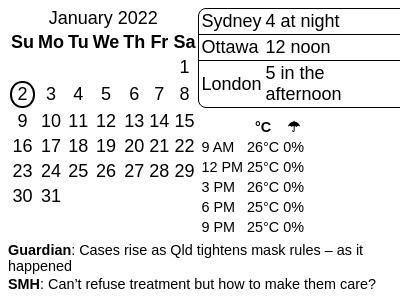 January 2022
Su Mo Tu We Th Fr Sa
1
2 3 4 5 6 7 8
9 10 11 12 13 14 15
16 17 18 19 20 21 22
23 24 25 26 27 28 29
30 31
Sydney 4 at night
Ottawa 12 noon
London 5 in the
afternoon
°C ☂
9 AM 26°C 0%
12 PM 25°C 0%
3 PM 26°C 0%
6 PM 25°C 0%
9 PM 25°C 0%
Guardian: Cases rise as Qld tightens mask rules – as it
happened
SMH: Can’t refuse treatment but how to make them care?